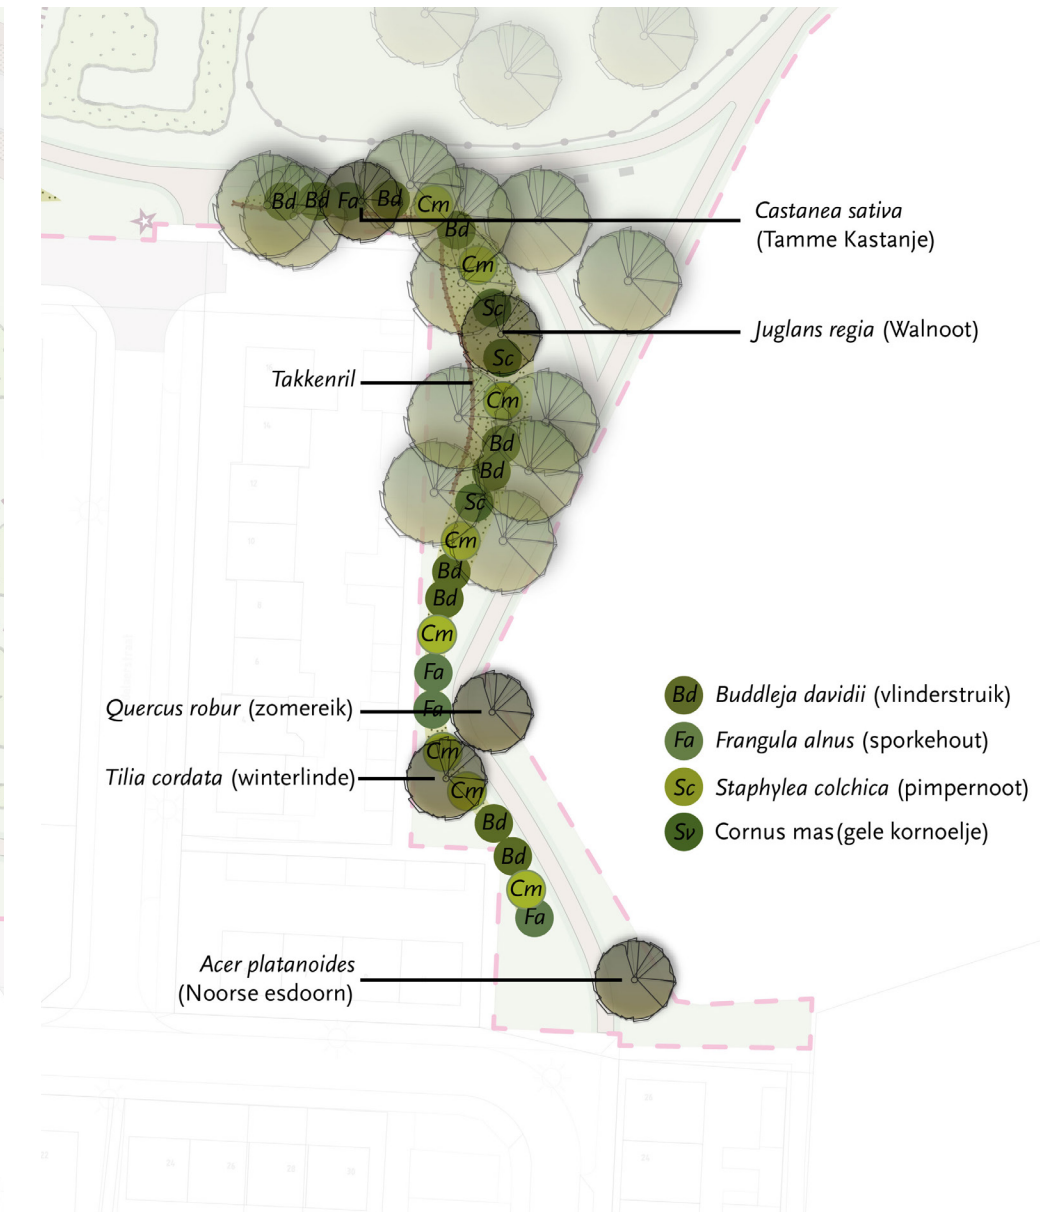 Bd Bd Fa Bd Cm
Castanea sativa
(Tamme Kastanje)
Bd
Cm
Sc
Juglans regia (Walnoot)
Sc
Takkenril
Cm
Bd
Bd
Sc
Cm
Bd
Bd
Cm
Fa
Bd Buddleja davidii (vlinderstruik)
Quercus robur (zomereik)
Fa
Fa Frangula alnus (sporkehout)
Cm
Tilia cordata (winterlinde)
Cm
Sc Staphylea colchica (pimpernoot)
Bd
Sv Cornus mas(gele kornoelje)
Bd
Cm
Fa
Acer platanoides
(Noorse esdoorn)